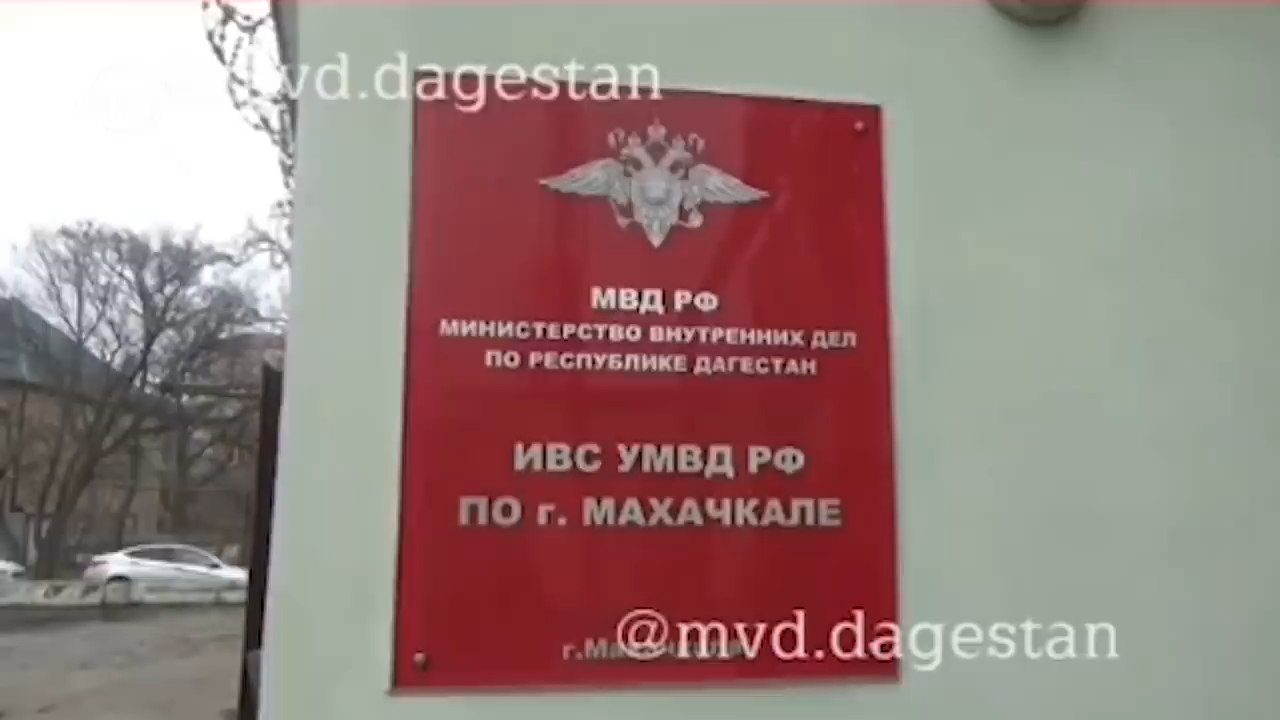 mvd.dagestan
МВД РФ
МИНИСТЕРСТВО ВНУТРЕННИХ ДЕЛ
ПО РЕСПУБЛИКЕ ДАГЕСТАН
ИВС УМВД РФ
ПО г. МАХАЧКАЛЕ
@mvd.dagestan